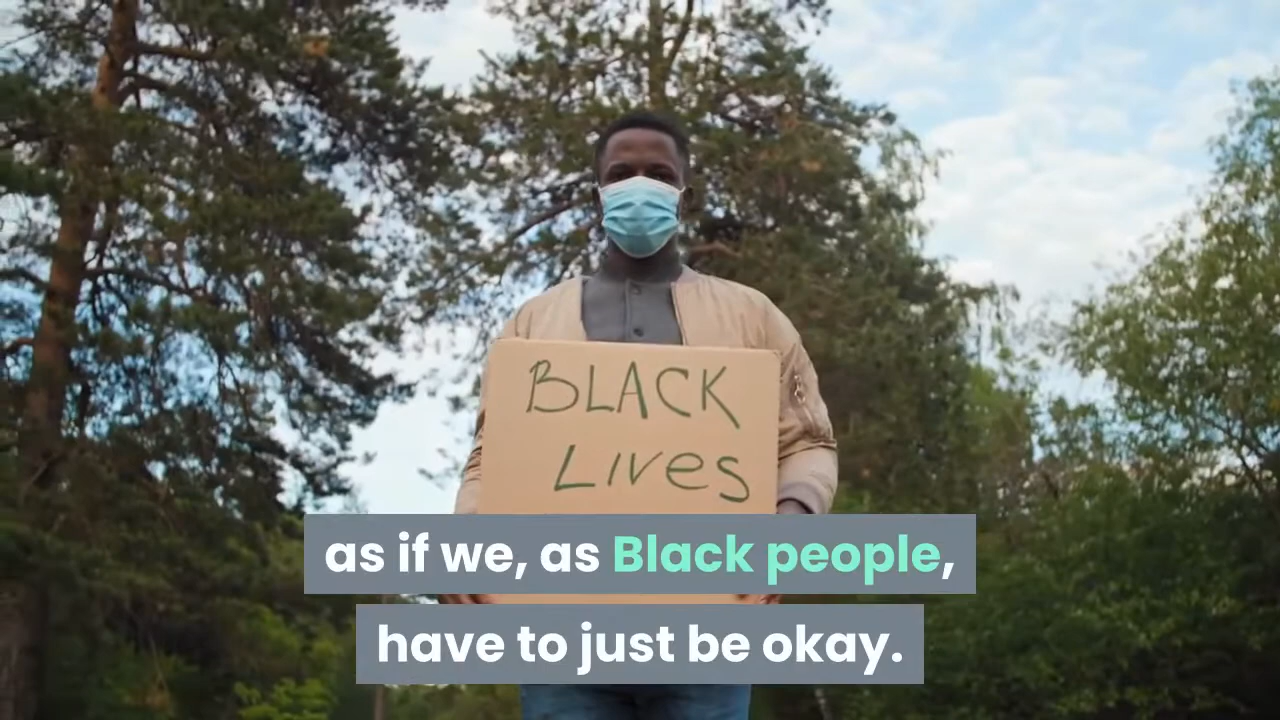 BLACK
Lives
as if we, as Black people,
have to just be okay.